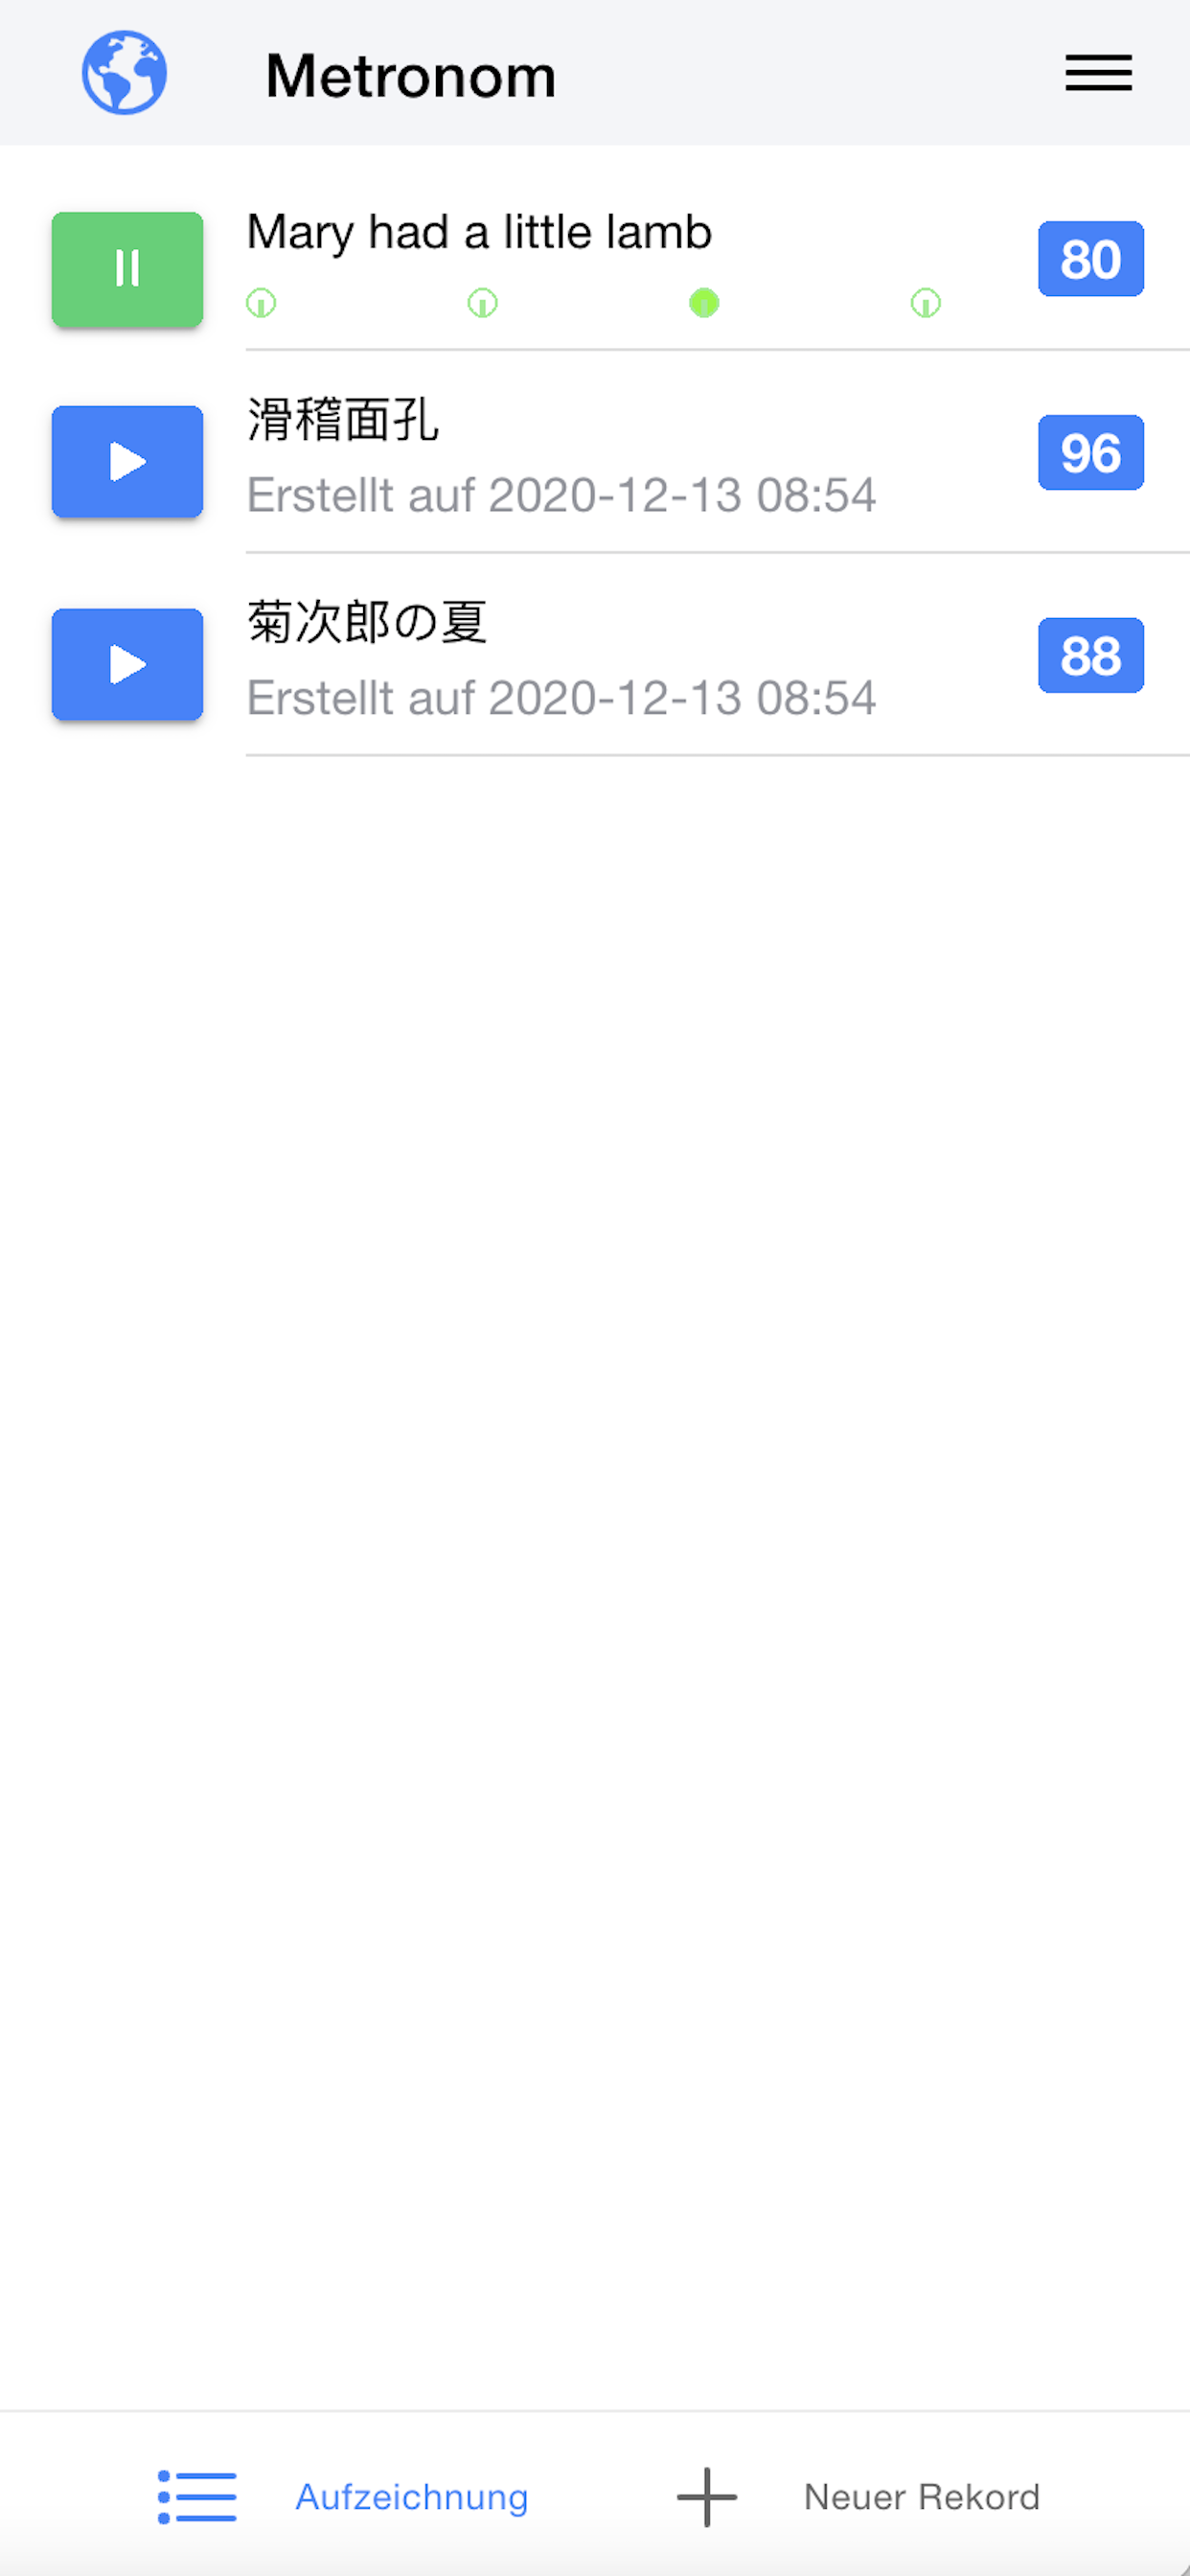 Metronom
Mary had a little lamb
80
滑稽面孔
Erstellt auf 2020-12-13 08:54
96
菊次郎の夏
Erstellt auf 2020-12-13 08:54
88
Aufzeichnung
Neuer Rekord